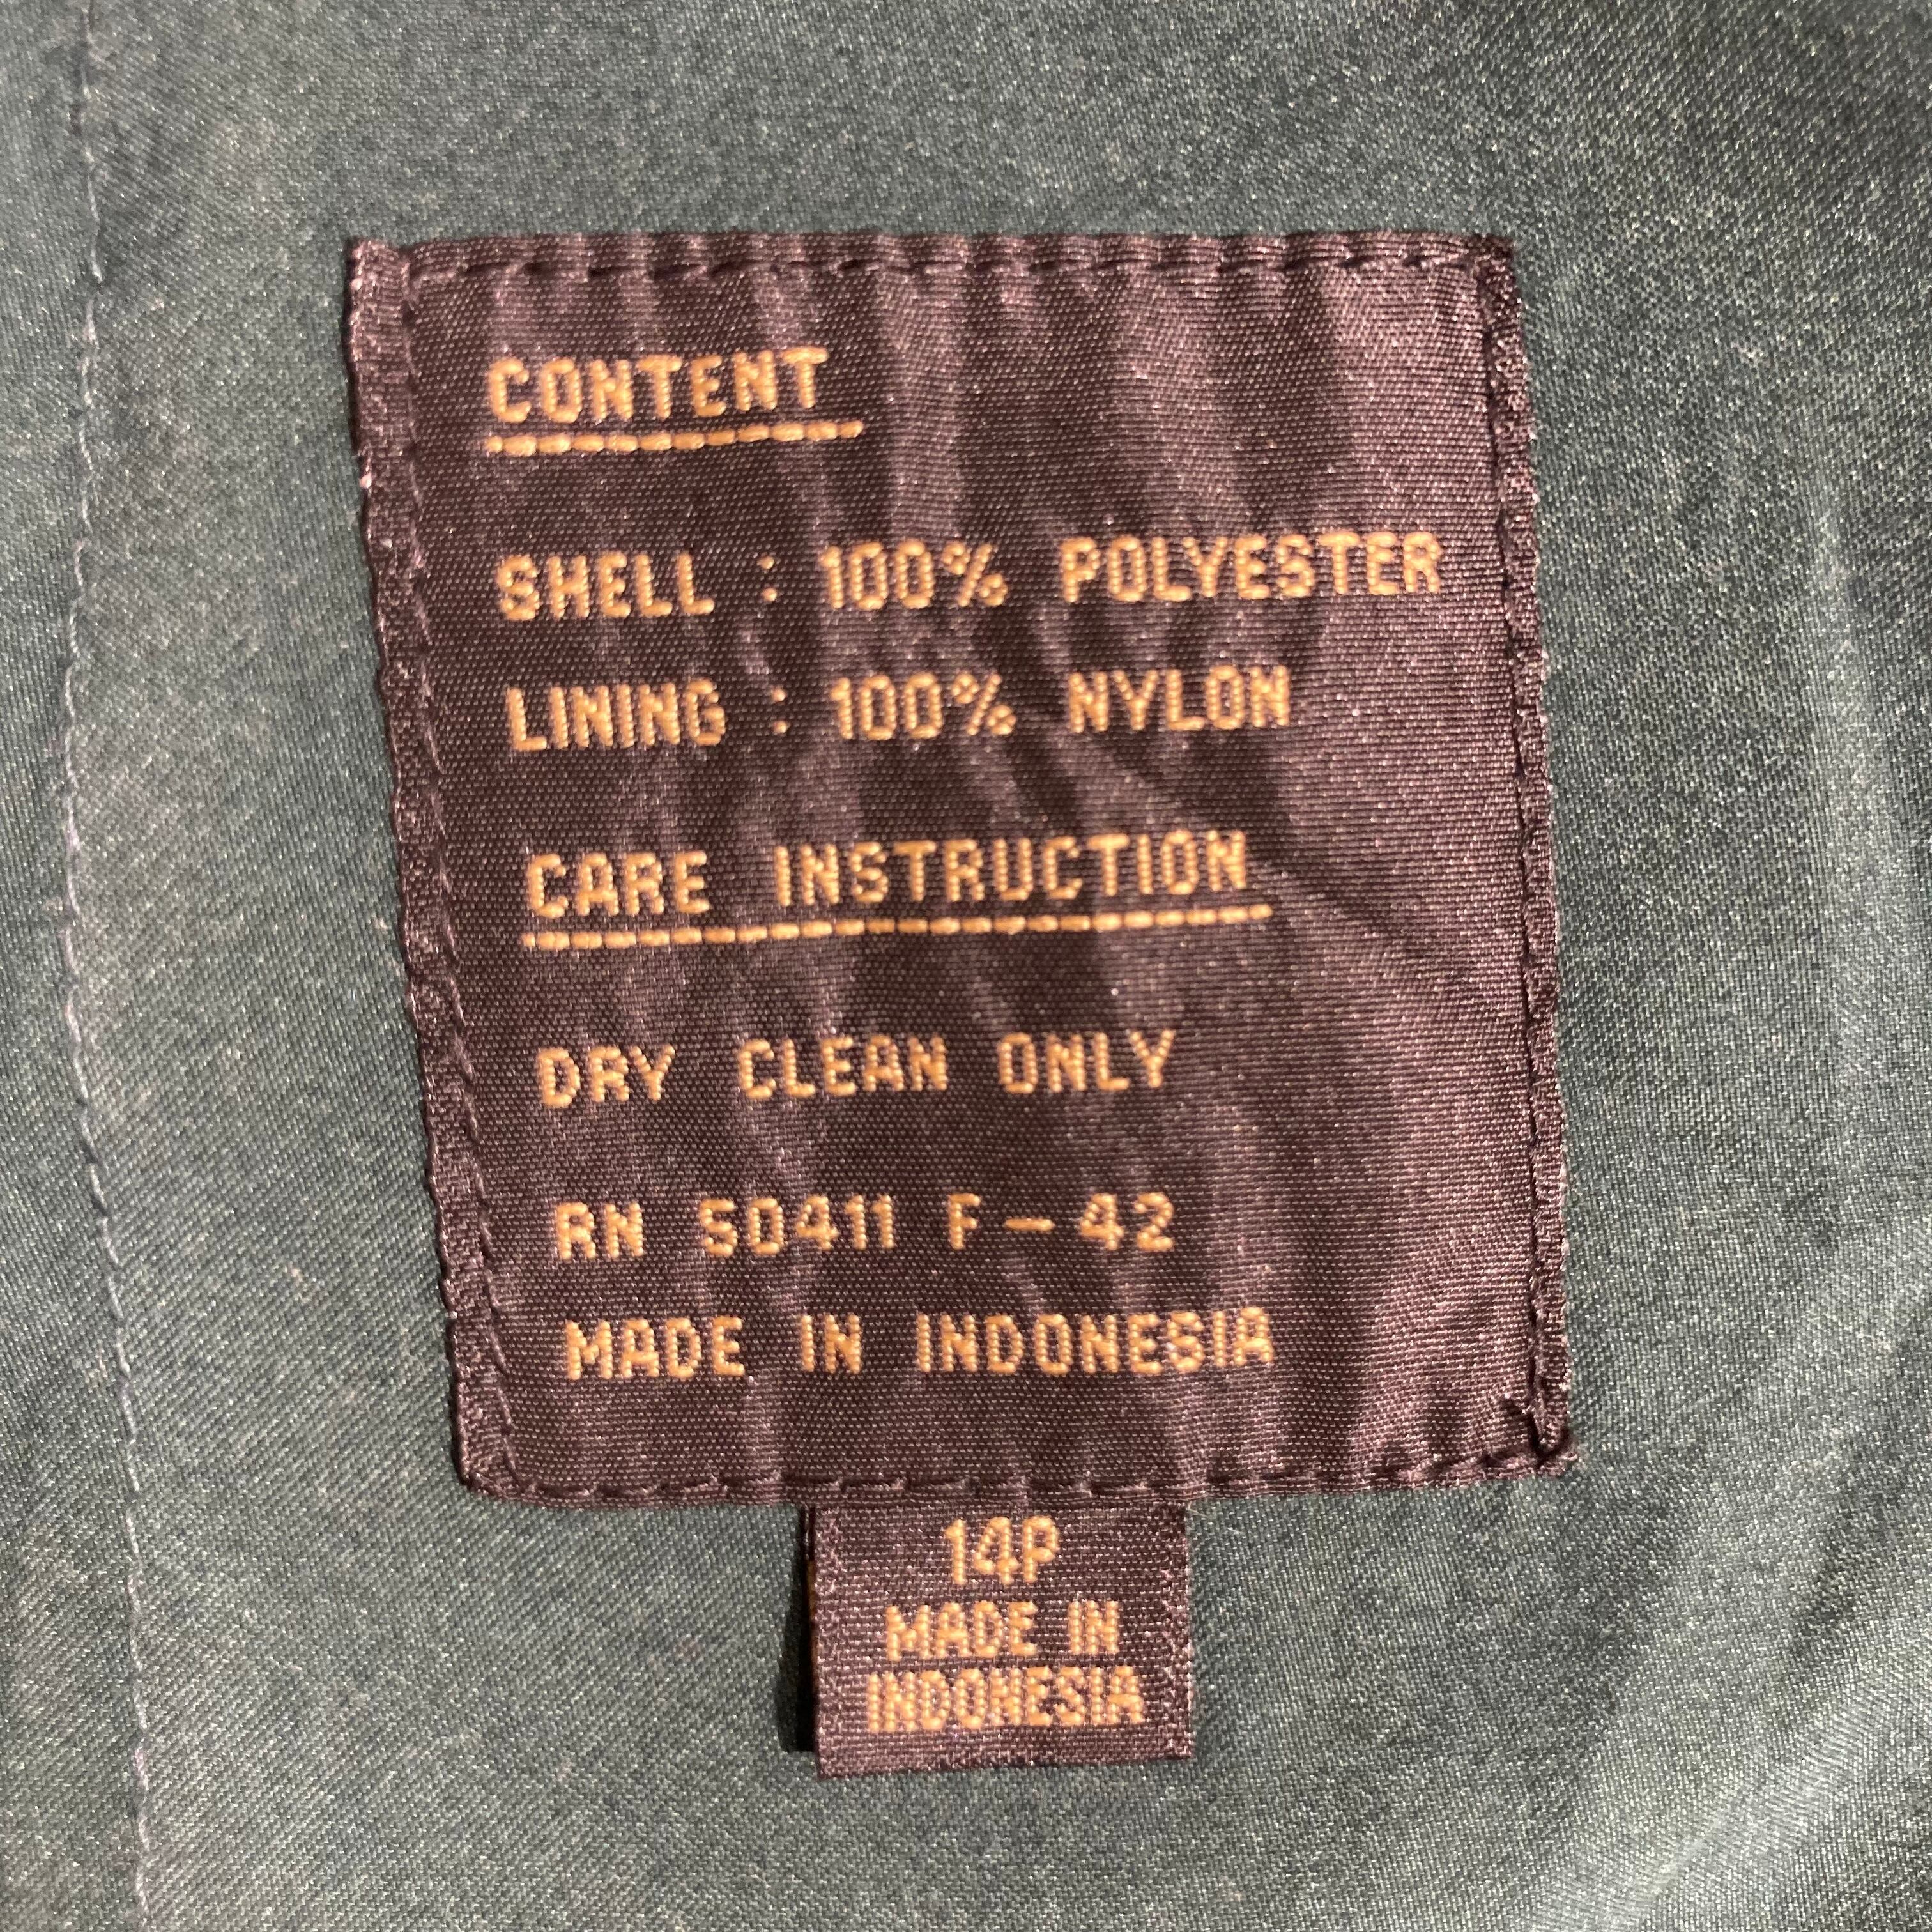 CONTENT
SHELL : 100% POLYESTER
LINING : 100% NYLON
CARE INSTRUCTION
DRY CLEAN ONLY
RN 50411 F-42
MADE IN INDONESIA
14P
MADE IN
INDONESIA